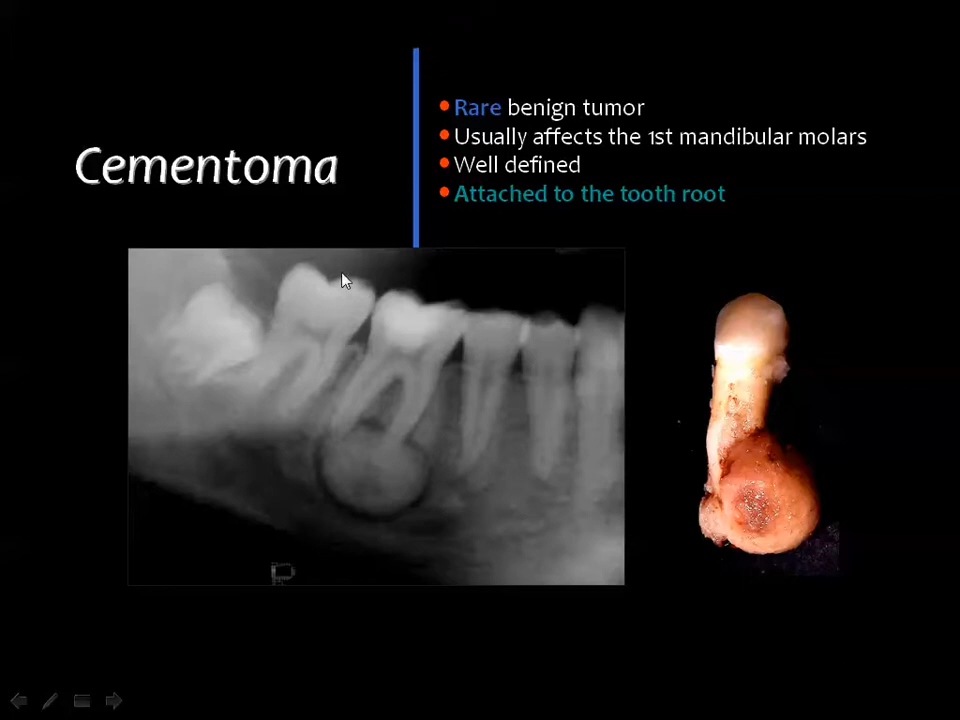 Cementoma
Rare benign tumor
Usually affects the 1st mandibular molars
Well defined
Attached to the tooth root
R